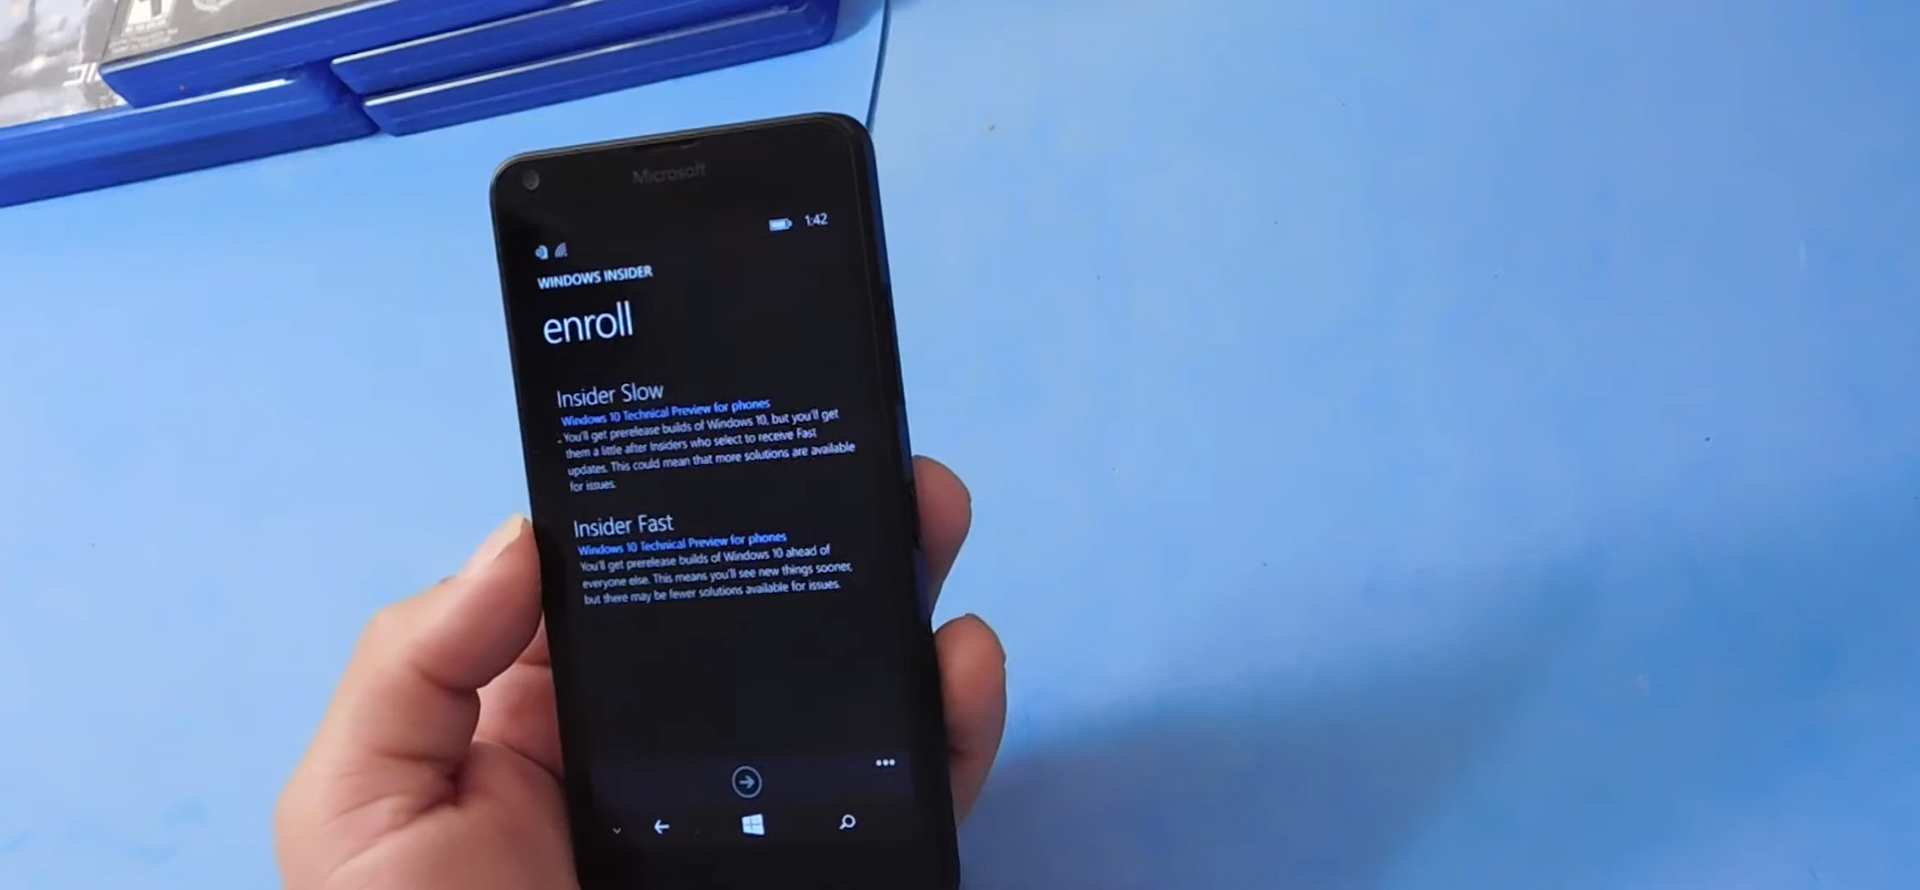 Microsoft
1:42
WINDOWS INSIDER
enroll
Insider Slow
Windows 10 Technical Preview for phones
You'll get prerelease builds of Windows 10, but you'll get
them a little after Insiders who select to receive Fast
updates. This could mean that more solutions are available
for issues.
Insider Fast
Windows 10 Technical Preview for phones
You'll get prerelease builds of Windows 10 ahead of
everyone else. This means you'll see new things sooner,
but there may be fewer solutions available for issues.